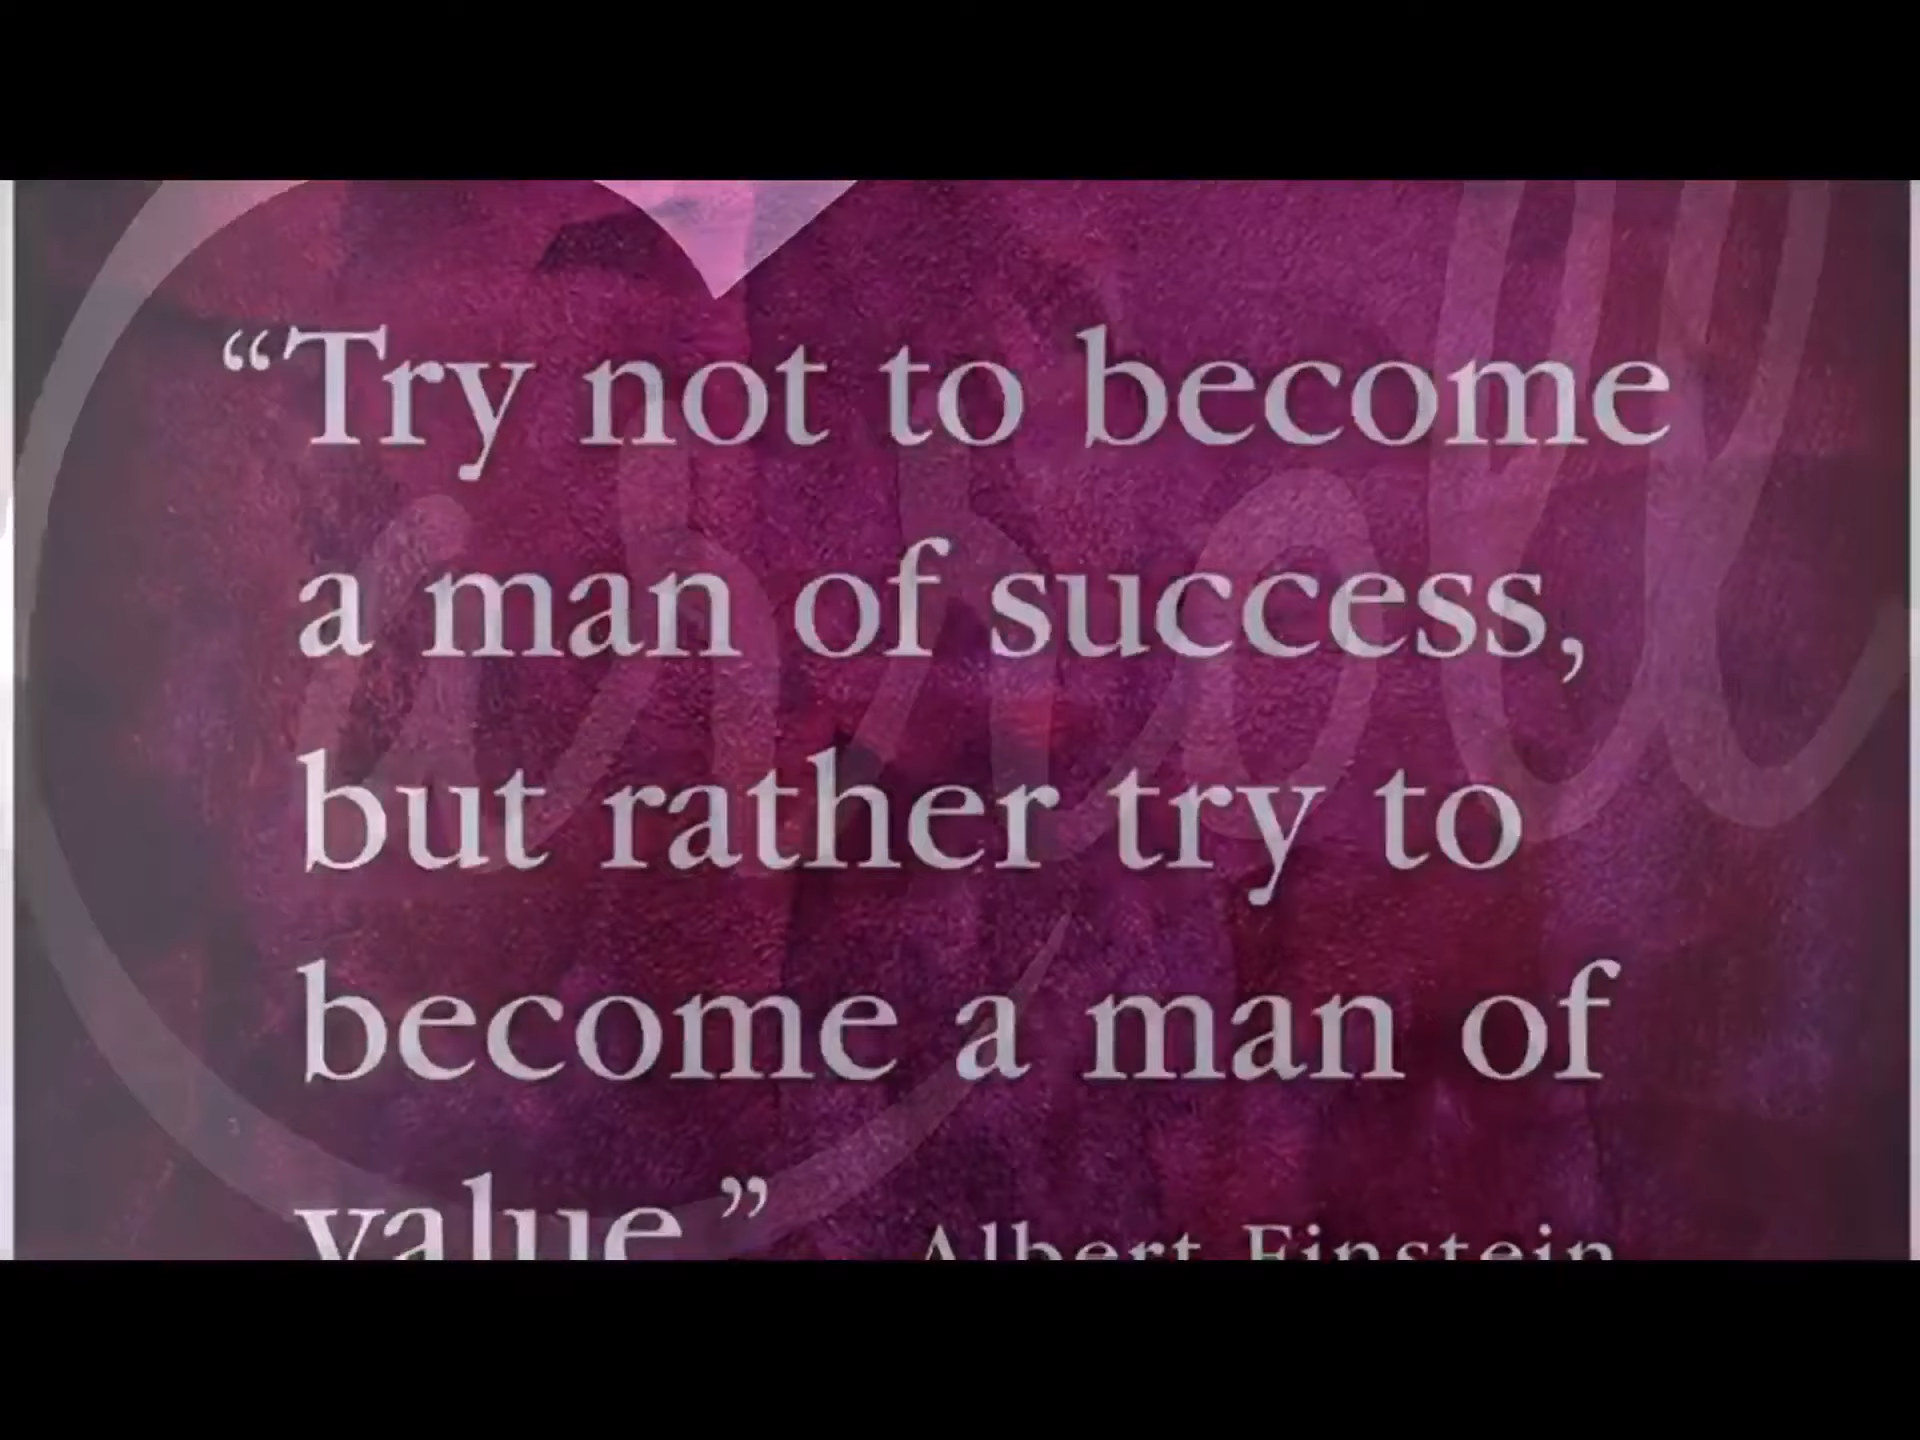 “Try not to become
a man of success,
but rather try to
become a man of
value.”
Albert Einstein